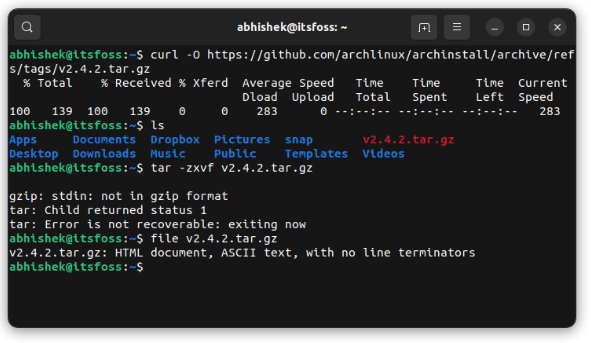 abhishek@itsfoss: ~
abhishek@itsfoss:~$ curl -O https://github.com/archlinux/archinstall/archive/ref
s/tags/v2.4.2.tar.gz
% Total % Received % Xferd Average Speed Time Time Time Current
Dload Upload Total Spent Left Speed
100 139 100 139 0 0 283 0 --:--:-- --:--:-- --:--:-- 283
abhishek@itsfoss:~$ ls
Apps Documents Dropbox Pictures snap v2.4.2.tar.gz
Desktop Downloads Music Public Templates Videos
abhishek@itsfoss:~$ tar -zxvf v2.4.2.tar.gz
gzip: stdin: not in gzip format
tar: Child returned status 1
tar: Error is not recoverable: exiting now
abhishek@itsfoss:~$ file v2.4.2.tar.gz
v2.4.2.tar.gz: HTML document, ASCII text, with no line terminators
abhishek@itsfoss:~$